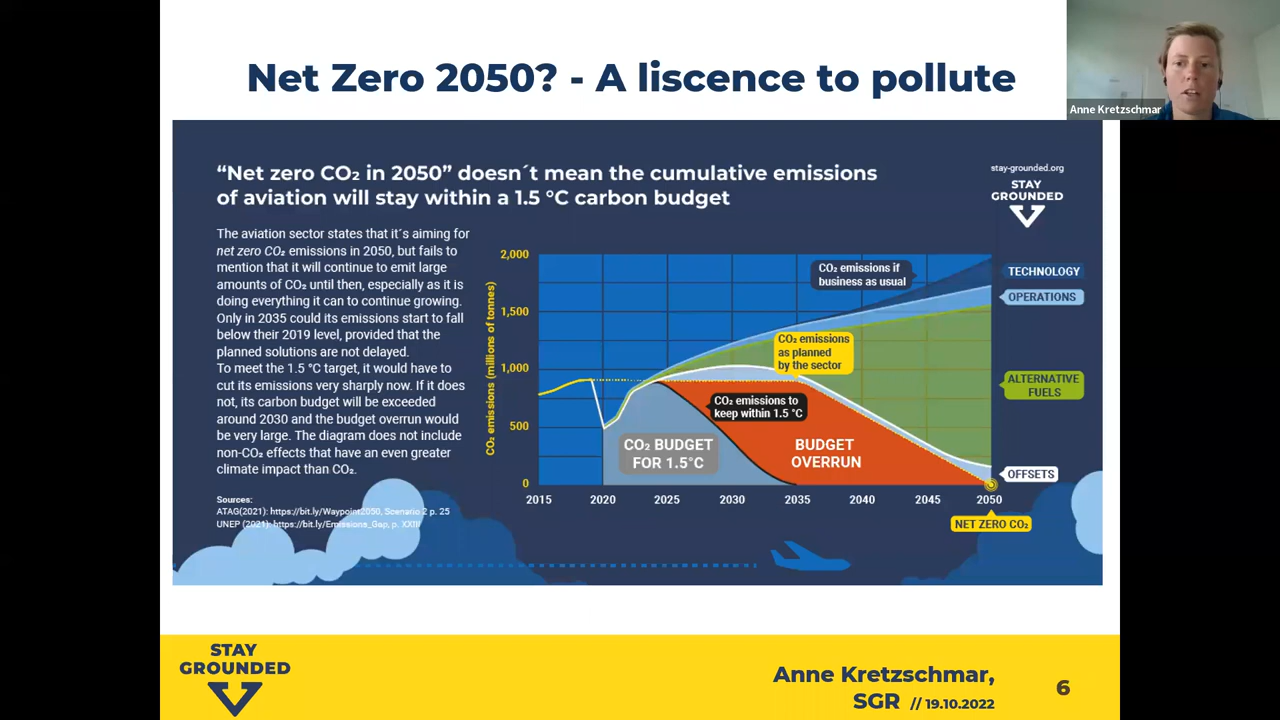 Net Zero 2050? - A liscence to pollute
Anne Kretzschmar
“Net zero CO₂ in 2050” doesn´t mean the cumulative emissions
of aviation will stay within a 1.5 °C carbon budget
stay-grounded.org
STAY
GROUNDED
The aviation sector states that it´s aiming for
net zero CO₂ emissions in 2050, but fails to
mention that it will continue to emit large
amounts of CO₂ until then, especially as it is
doing everything it can to continue growing.
Only in 2035 could its emissions start to fall
below their 2019 level, provided that the
planned solutions are not delayed.
To meet the 1.5 °C target, it would have to
cut its emissions very sharply now. If it does
not, its carbon budget will be exceeded
around 2030 and the budget overrun would
be very large. The diagram does not include
non-CO₂ effects that have an even greater
climate impact than CO₂.
Sources:
ATAG(2021): https://bit.ly/Waypoint2050, Scenario 2 p. 25
UNEP (2021): https://bit.ly/Emissions_Gap, p. XXIII
CO₂ emissions (millions of tonnes)
2,000
1,500
1,000
500
0
CO₂ emissions if
business as usual
CO₂ emissions
as planned
by the sector
CO₂ emissions to
keep within 1.5 °C
CO₂ BUDGET
FOR 1.5°C
BUDGET
OVERRUN
TECHNOLOGY
OPERATIONS
ALTERNATIVE
FUELS
OFFSETS
2015 2020 2025 2030 2035 2040 2045 2050
NET ZERO CO₂
STAY
GROUNDED
Anne Kretzschmar,
SGR // 19.10.2022
6